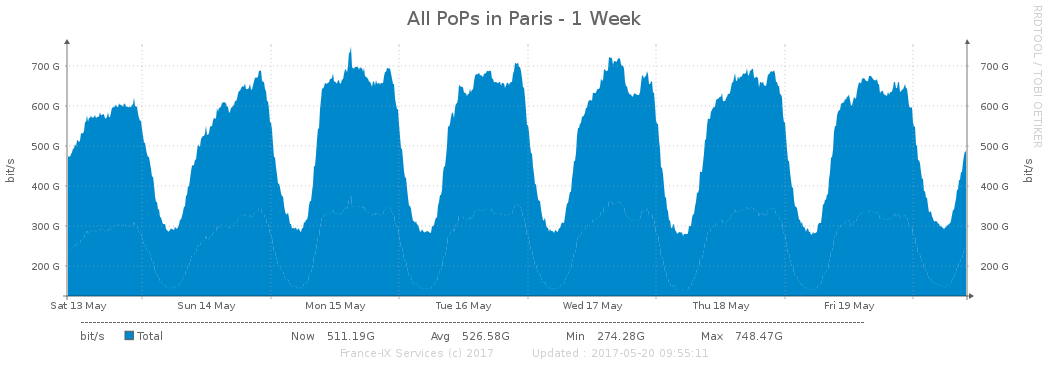 All PoPs in Paris - 1 Week
RRDTOOL / TOBI OETIKER
bit/s
bit/s
700 G 700 G
600 G 600 G
500 G 500 G
400 G 400 G
300 G 300 G
200 G 200 G
Sat 13 May Sun 14 May Mon 15 May Tue 16 May Wed 17 May Thu 18 May Fri 19 May
bit/s Total Now 511.19G Avg 526.58G Min 274.28G Max 748.47G
France-IX Services (c) 2017 Updated : 2017-05-20 09:55:11